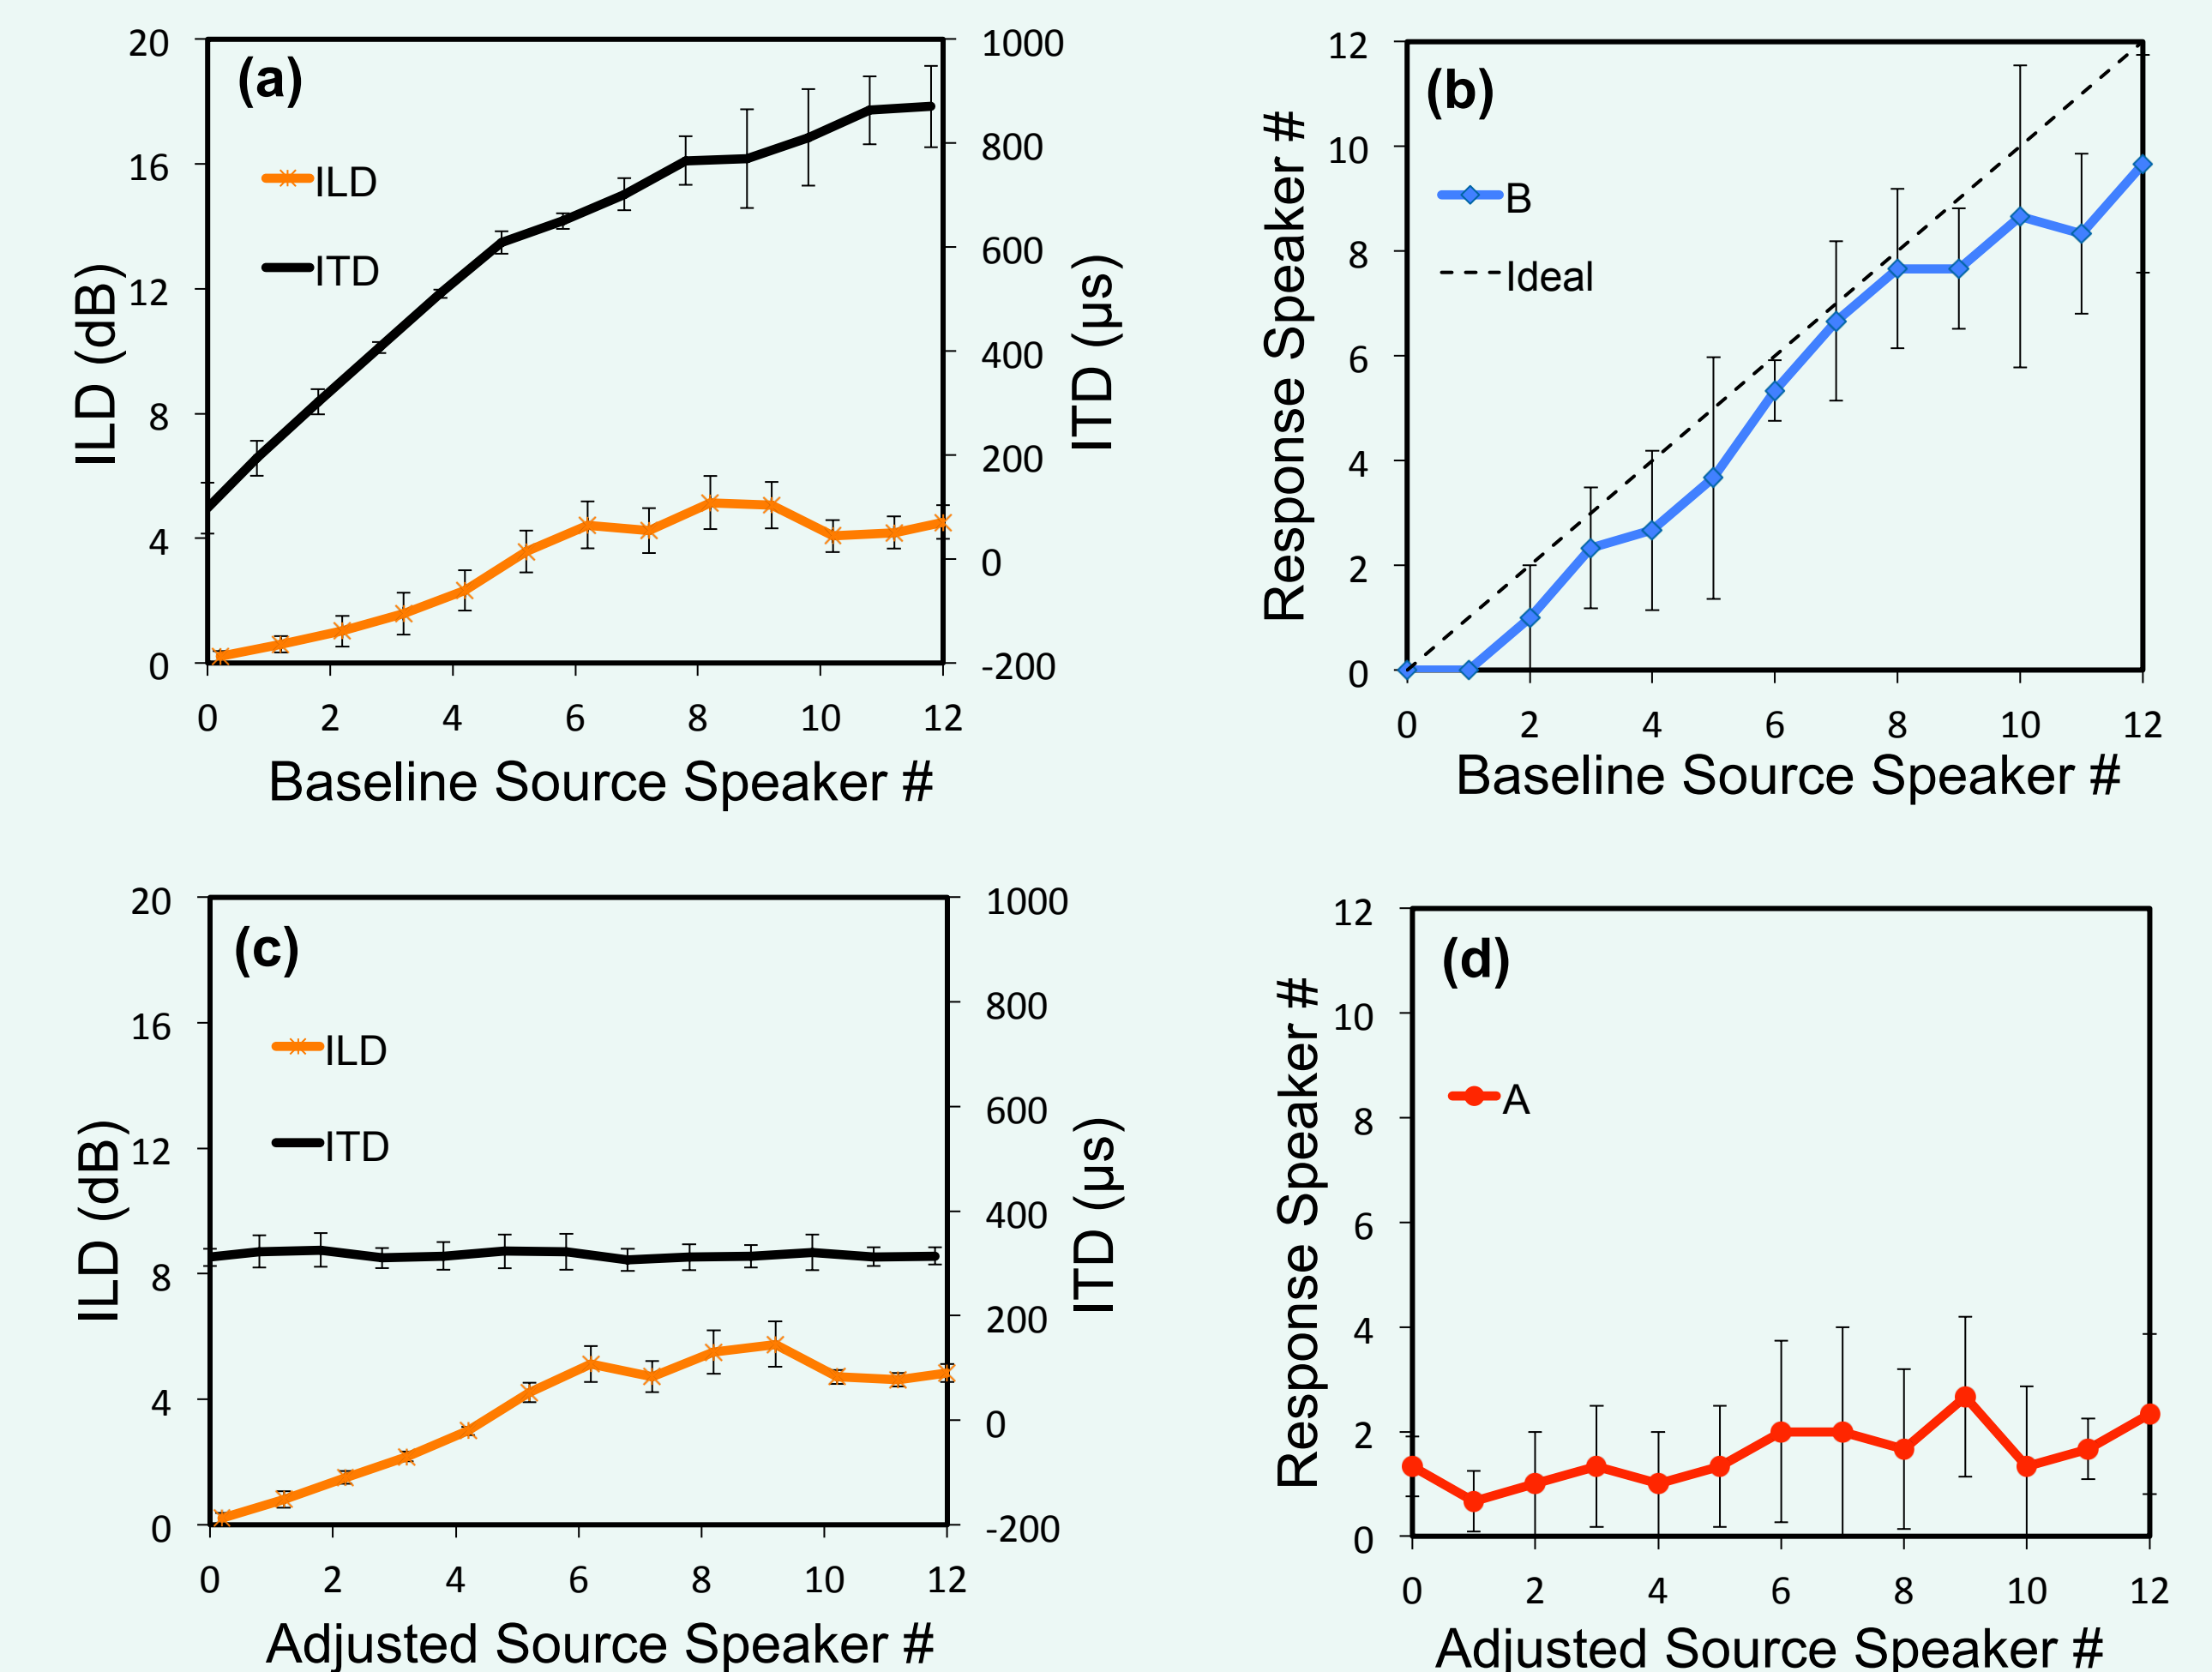 (a)
20
16
12
8
4
0
ILD (dB)
ILD
ITD
1000
800
600
400
200
0
-200
ITD (µs)
0 2 4 6 8 10 12
Baseline Source Speaker #
(b)
12
10
8
6
4
2
0
Response Speaker #
B
Ideal
0 2 4 6 8 10 12
Baseline Source Speaker #
(c)
20
16
12
8
4
0
ILD (dB)
ILD
ITD
1000
800
600
400
200
0
-200
ITD (µs)
0 2 4 6 8 10 12
Adjusted Source Speaker #
(d)
12
10
8
6
4
2
0
Response Speaker #
A
0 2 4 6 8 10 12
Adjusted Source Speaker #